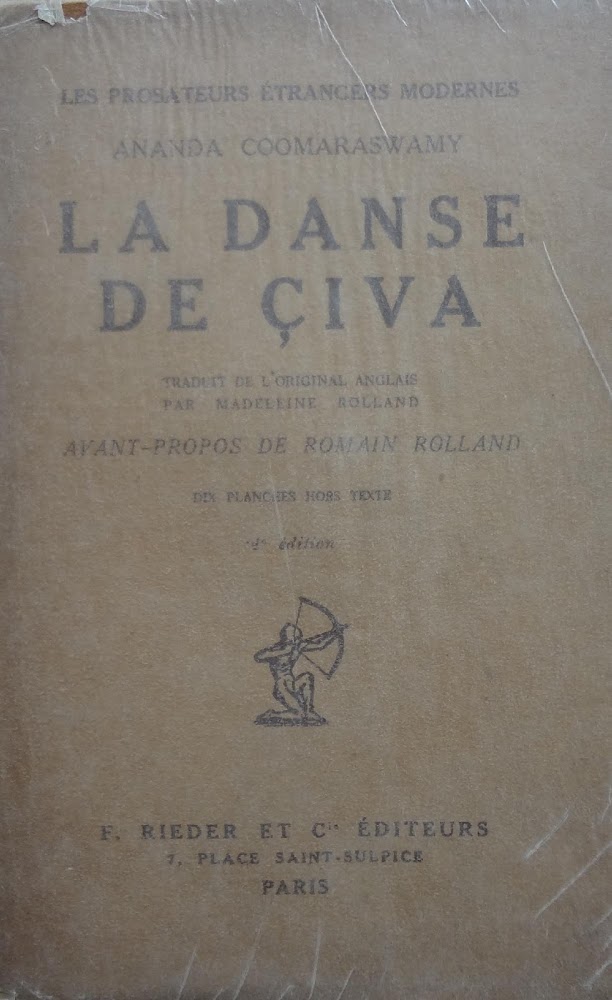 LES PROSATEURS ÉTRANGERS MODERNES
ANANDA COOMARASWAMY
LA DANSE
DE ÇIVA
TRADUIT DE L'ORIGINAL ANGLAIS
PAR MADELEINE ROLLAND
AVANT-PROPOS DE ROMAIN ROLLAND
DIX PLANCHES HORS TEXTE
4e édition
F. RIEDER ET Cie ÉDITEURS
7, PLACE SAINT-SULPICE
PARIS